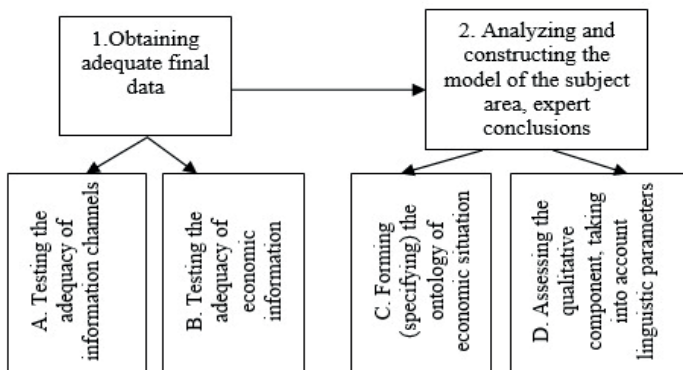 1.Obtaining
adequate final
data
2. Analyzing and
constructing the
model of the subject
area, expert
conclusions
A. Testing the
adequacy of
information channels
B. Testing the
adequacy of
economic
information
C. Forming
(specifying) the
ontology of
economic situation
D. Assessing the
qualitative
component, taking
into account
linguistic parameters